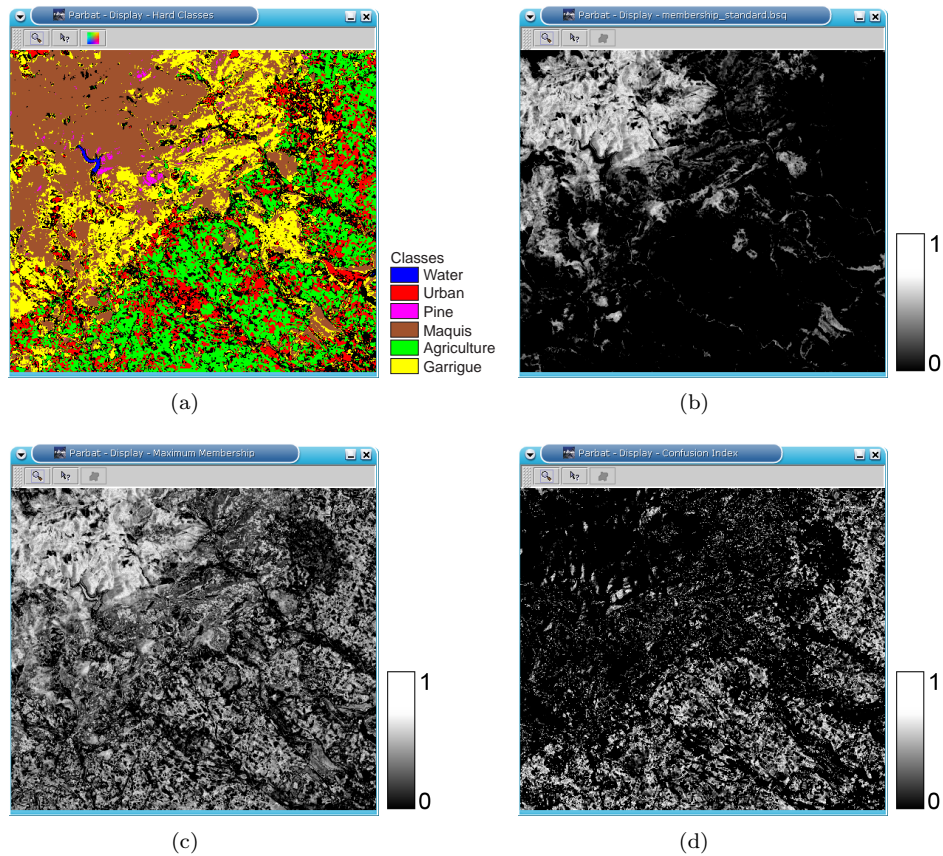 Parbat - Display - Hard Classes
Classes
Water
Urban
Pine
Maquis
Agriculture
Garrigue
(a)
Parbat - Display - membership_standard.bsq
1
0
(b)
Parbat - Display - Maximum Membership
1
0
(c)
Parbat - Display - Confusion Index
1
0
(d)